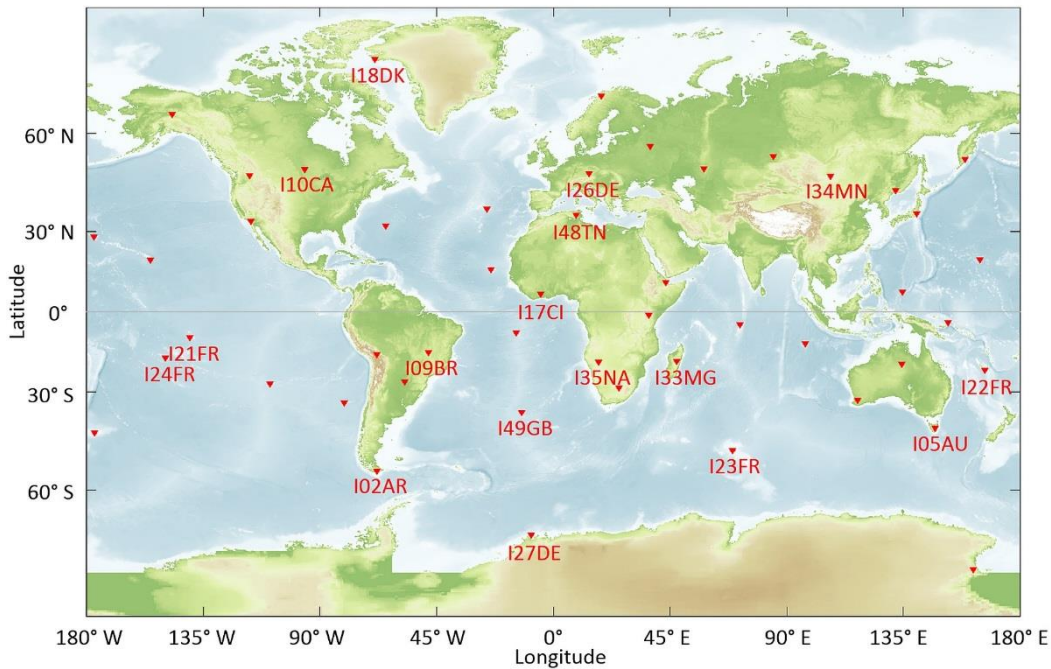 I18DK
60° N
I10CA
I26DE
I34MN
I48TN
30° N
Latitude
I17CI
0°
I21FR
I24FR
I09BR
I35NA
I33MG
I22FR
30° S
I49GB
I05AU
I23FR
I02AR
60° S
I27DE
180° W
135° W
90° W
45° W
0°
45° E
90° E
135° E
180° E
Longitude